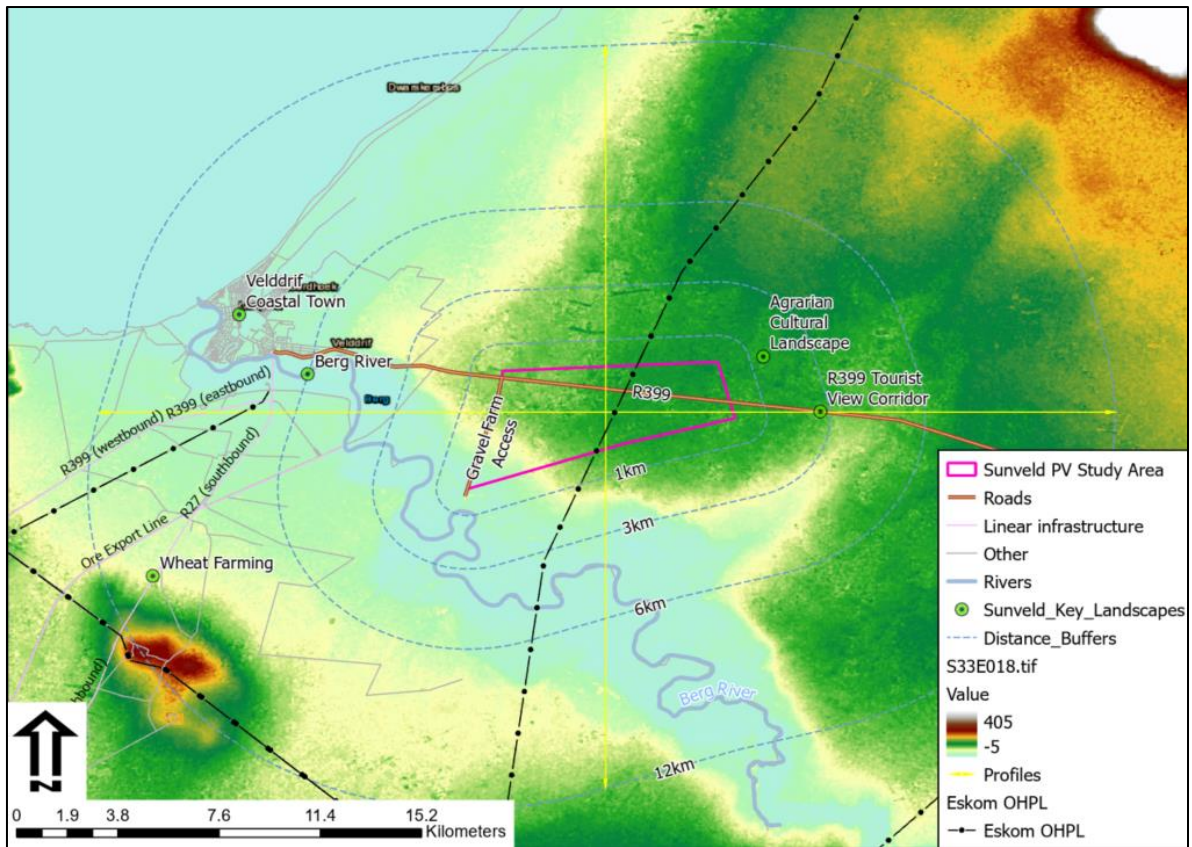 Dwarskersbos
Velddrif
Coastal Town
Velddrif
Berg River
Berg
R399 (westbound) R399 (eastbound)
R27 (southbound)
Ore Export Line
Wheat Farming
Gravel Farm
Access
R399
Agrarian
Cultural
Landscape
R399 Tourist
View Corridor
1km
3km
6km
12km
Berg River
N
0 1.9 3.8 7.6 11.4 15.2
Kilometers
Sunveld PV Study Area
Roads
Linear infrastructure
Other
Rivers
Sunveld_Key_Landscapes
Distance_Buffers
S33E018.tif
Value
405
-5
Profiles
Eskom OHPL
Eskom OHPL